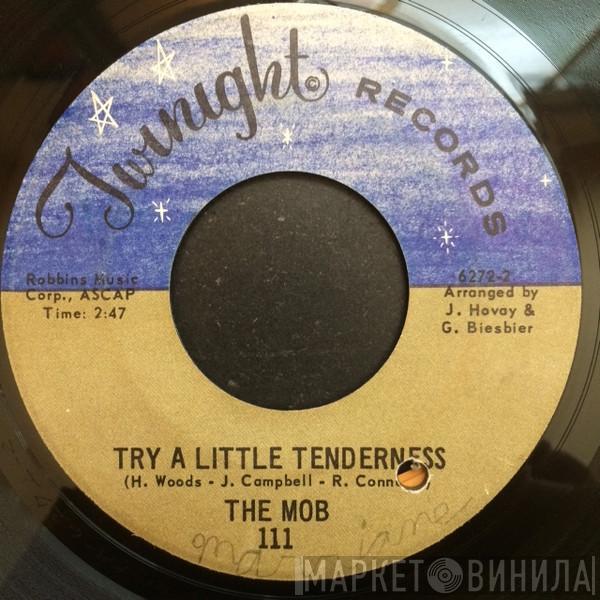 Twinight©
RECORDS
Robbins Music
Corp., ASCAP
Time: 2:47
6272-2
Arranged by
J. Hovay &
G. Biesbier
TRY A LITTLE TENDERNESS
(H. Woods - J. Campbell - R. Conn
THE MOB
111
МАРКЕТ ВИНИЛА